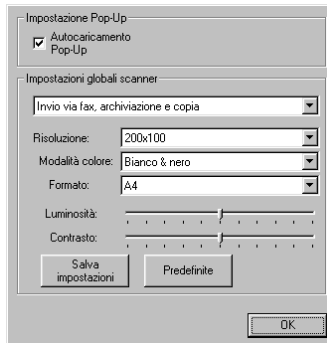 Impostazione Pop-Up
Autocaricamento
Pop-Up
Impostazioni globali scanner
Invio via fax, archiviazione e copia
Risoluzione: 200x100
Modalità colore: Bianco & nero
Formato: A4
Luminosità:
Contrasto:
Salva
impostazioni
Predefinite
OK